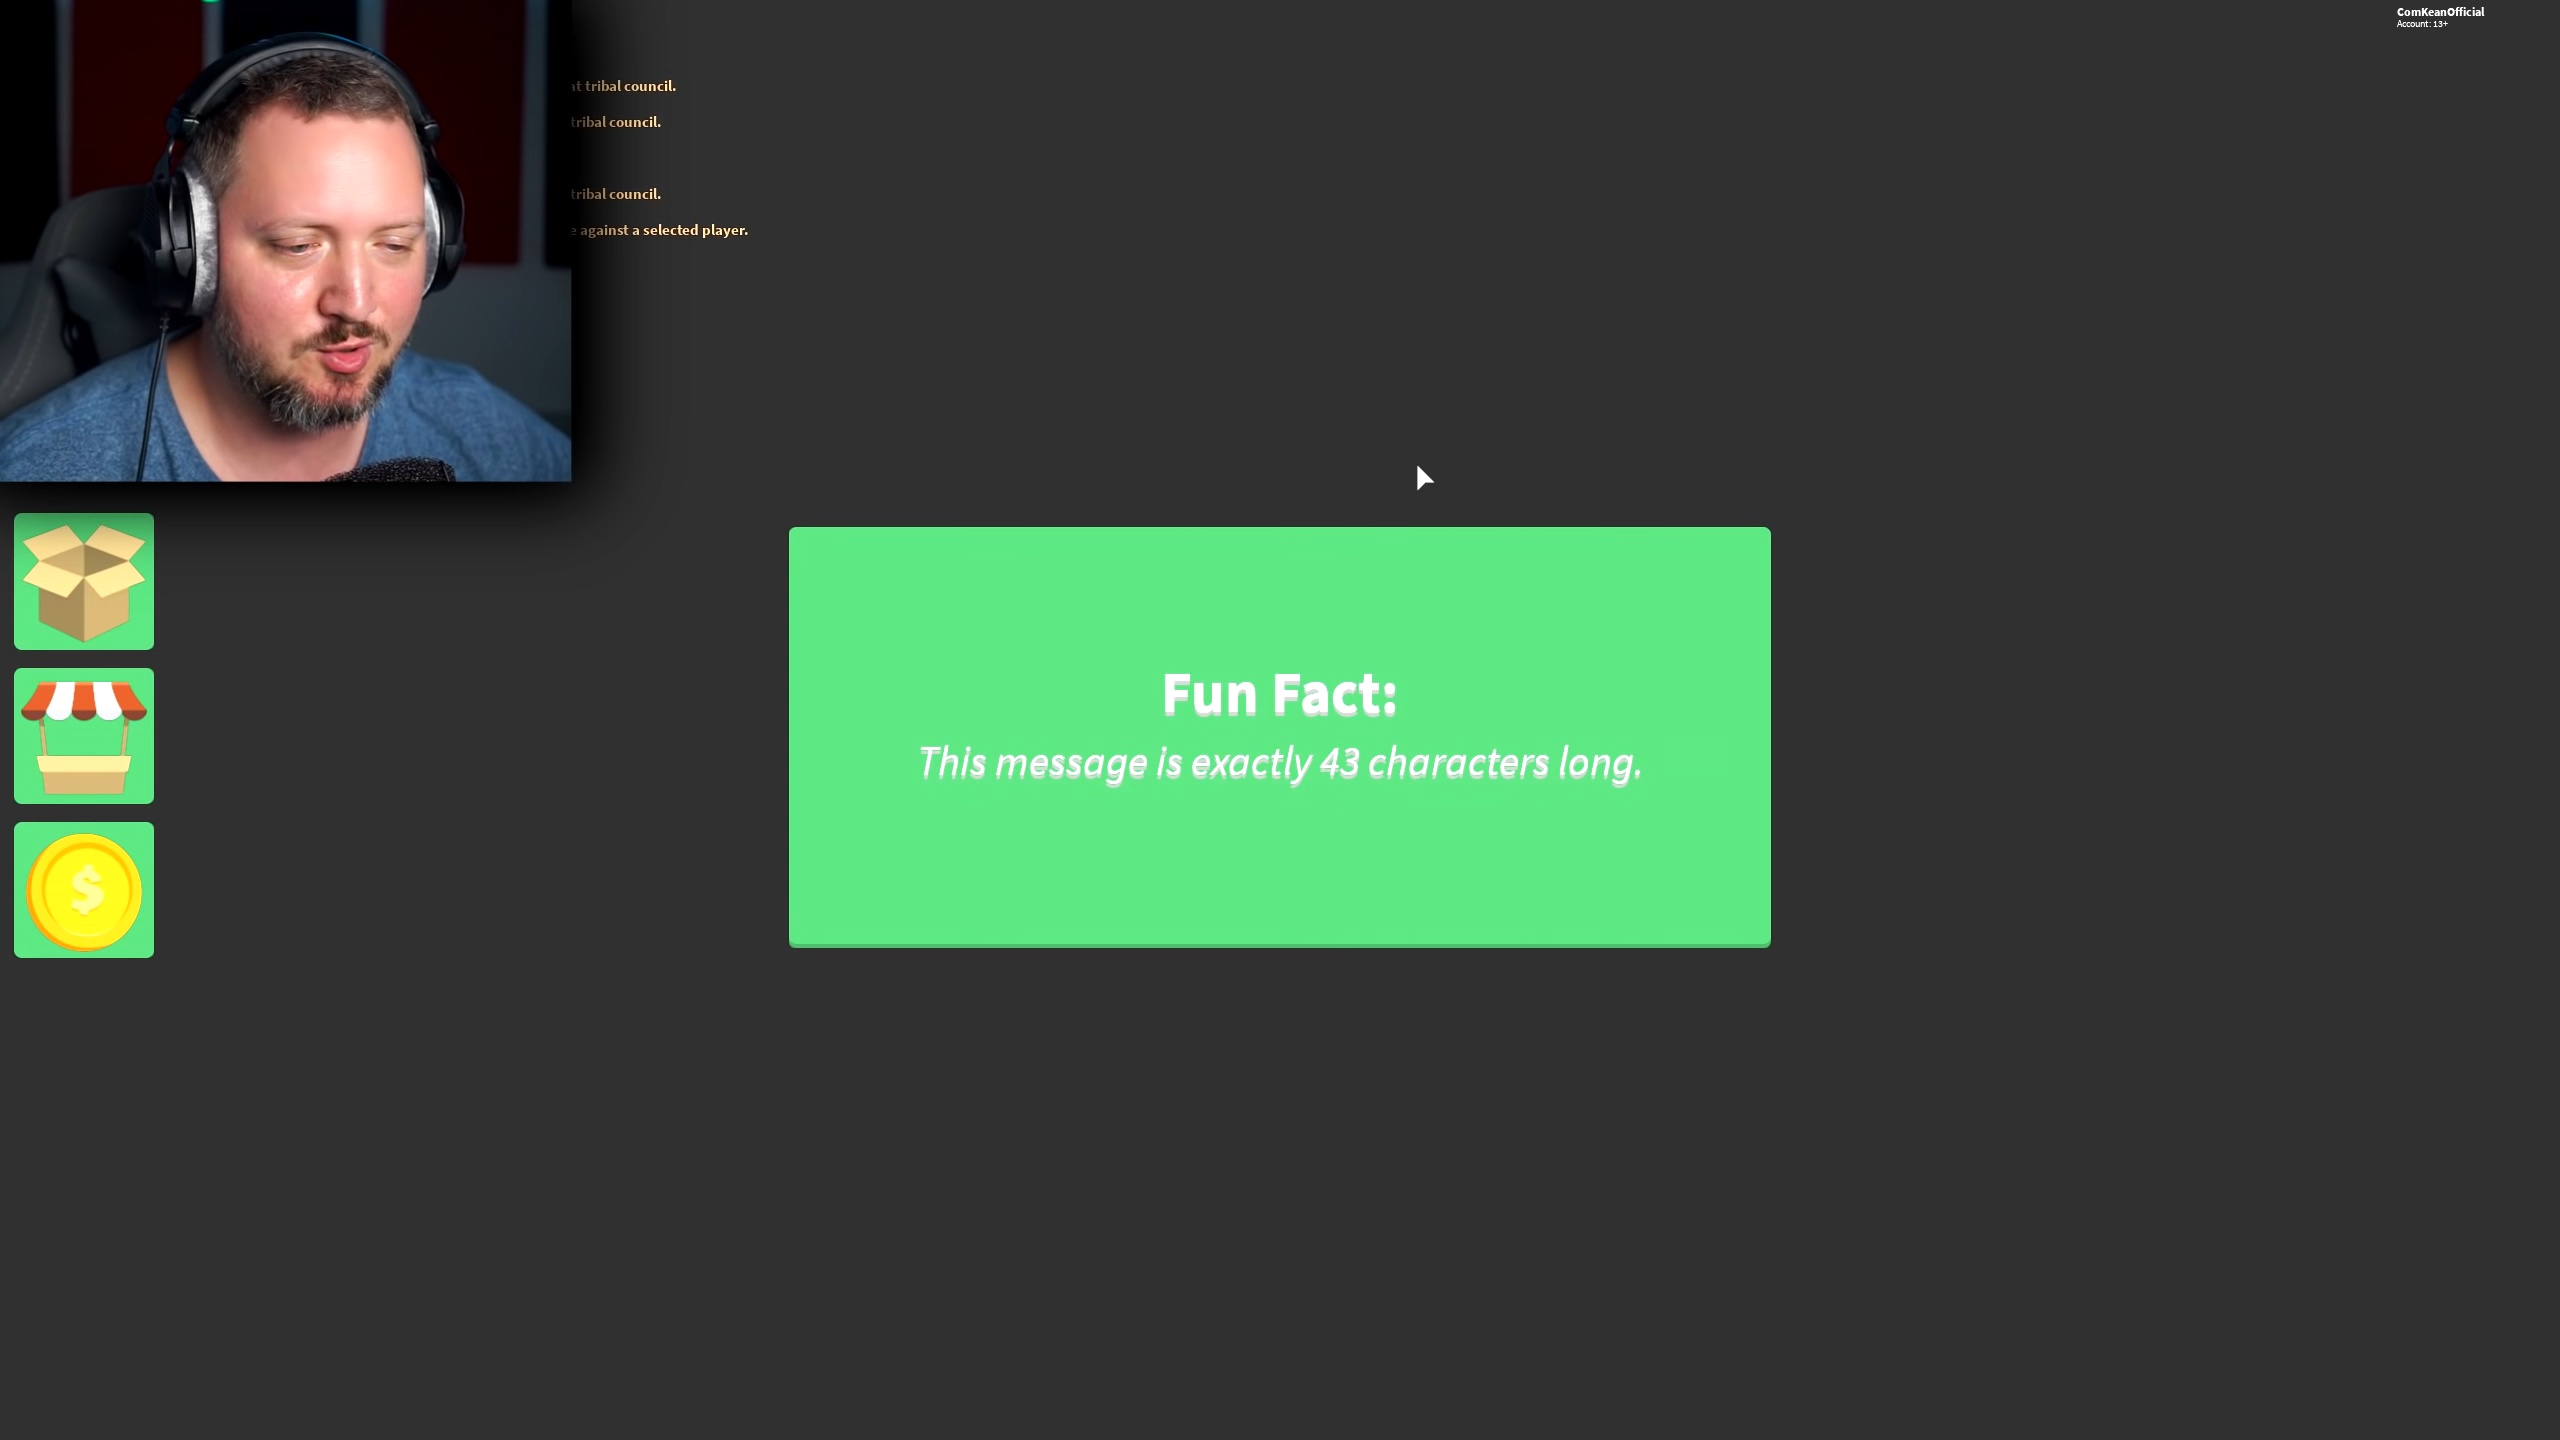 ComKeanOfficial
Account: 13+
at tribal council.
tribal council.
tribal council.
against a selected player.
Fun Fact:
This message is exactly 43 characters long.